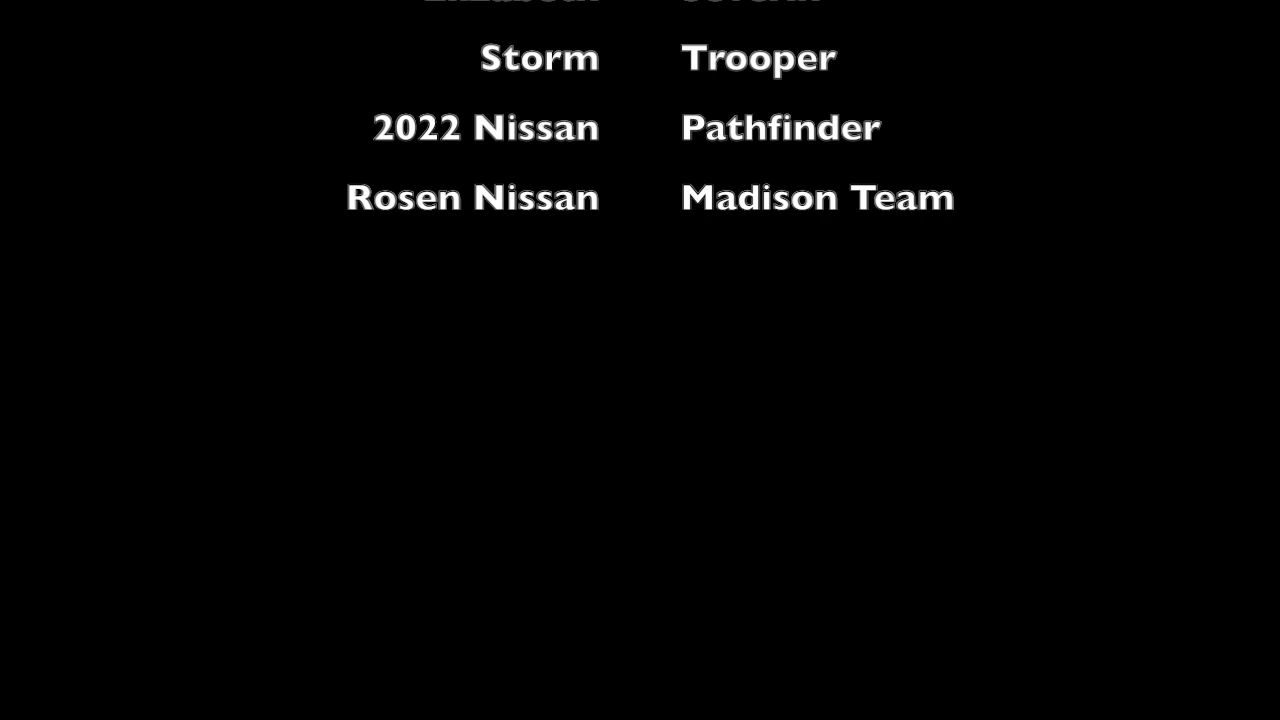 Storm Trooper
2022 Nissan Pathfinder
Rosen Nissan Madison Team